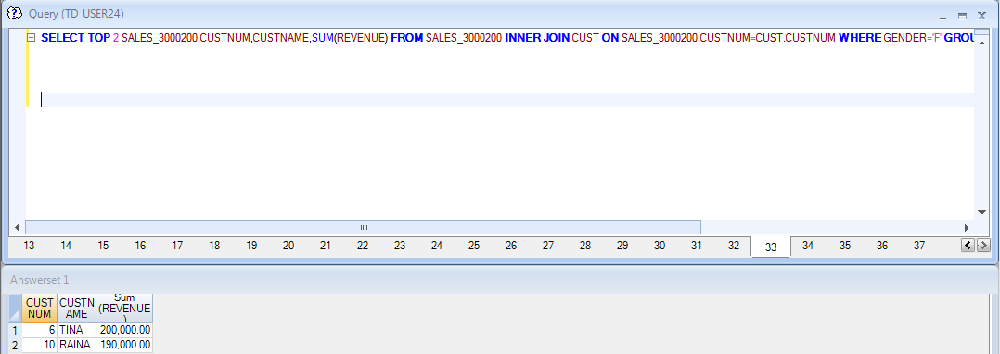 Query (TD_USER24)
SELECT TOP 2 SALES_3000200.CUSTNUM,CUSTNAME,SUM(REVENUE) FROM SALES_3000200 INNER JOIN CUST ON SALES_3000200.CUSTNUM=CUST.CUSTNUM WHERE GENDER='F' GROU
13 14 15 16 17 18 19 20 21 22 23 24 25 26 27 28 29 30 31 32 33 34 35 36 37
Answerset 1
CUST NUM CUSTN AME Sum (REVENUE )
1 6 TINA 200,000.00
2 10 RAINA 190,000.00